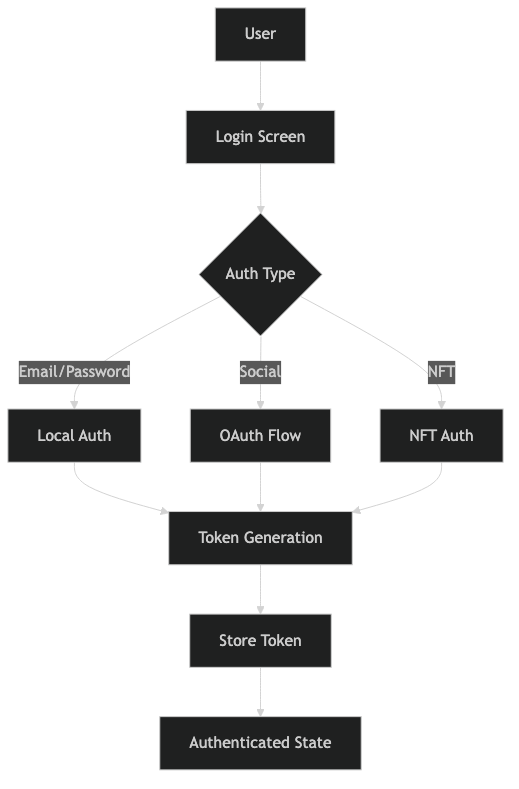 User
Login Screen
Auth Type
Email/Password
Social
NFT
Local Auth
OAuth Flow
NFT Auth
Token Generation
Store Token
Authenticated State